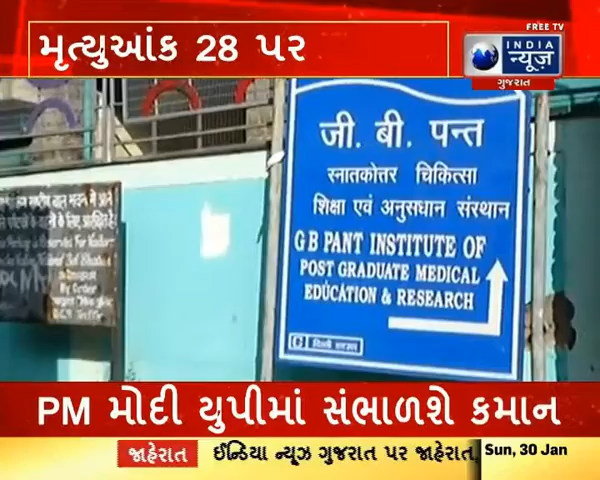 મૃત્યુઆંક 28 પર
FREE TV
INDIA
न्यूज़
ગુજરાત
जी. बी. पन्त
स्नातकोत्तर चिकित्सा
शिक्षा एवं अनुसधान संस्थान
G B PANT INSTITUTE OF
POST GRADUATE MEDICAL
EDUCATION & RESEARCH
PM મોદી યુપીમાં સંભાળશે કમાન
જાહેરાત
ઈન્ડિયા ન્યૂઝ ગુજરાત પર જાહેરાત,
Sun, 30 Jan